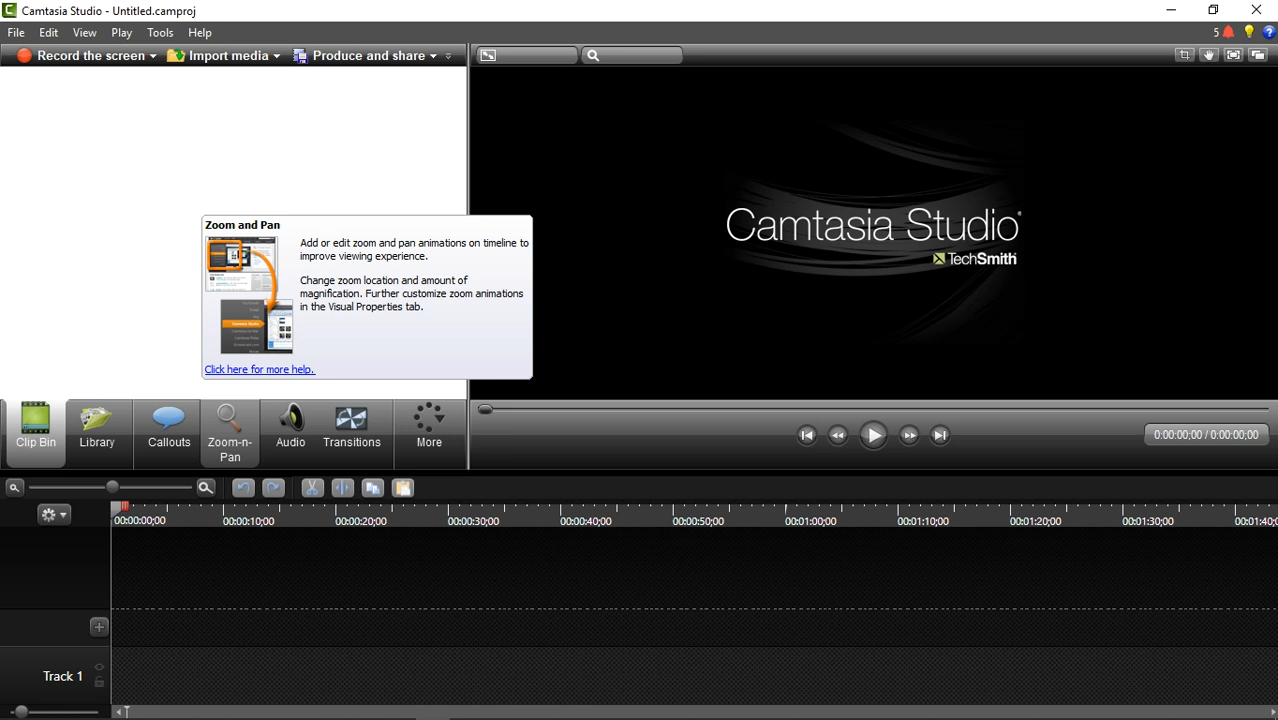 Camtasia Studio - Untitled.camproj
File Edit View Play Tools Help
5
Record the screen Import media Produce and share
Zoom and Pan
Add or edit zoom and pan animations on timeline to
improve viewing experience.
Change zoom location and amount of
magnification. Further customize zoom animations
in the Visual Properties tab.
Click here for more help.
Camtasia Studio®
TechSmith
Clip Bin
Library
Callouts
Zoom-n-
Pan
Audio
Transitions
More
0:00:00;00 / 0:00:00;00
00:00:00;00 00:00:10;00 00:00:20;00 00:00:30;00 00:00:40;00 00:00:50;00 00:01:00;00 00:01:10;00 00:01:20;00 00:01:30;00 00:01:40;0
Track 1